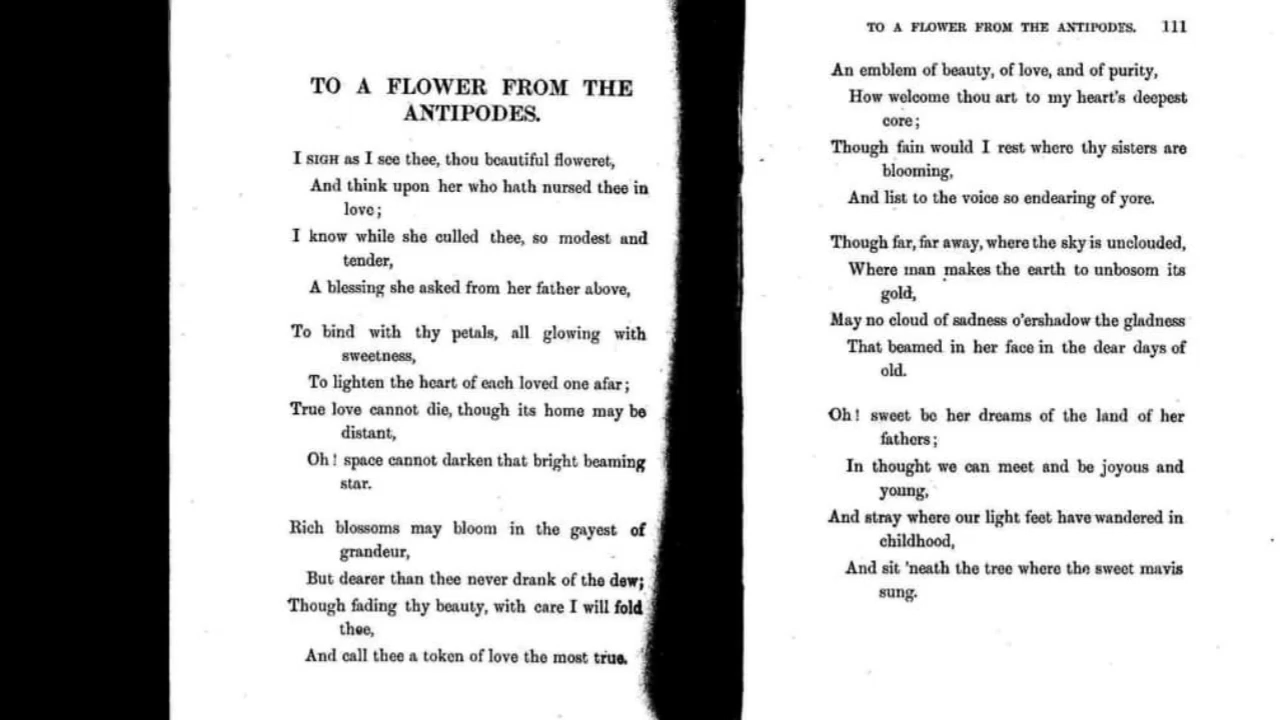 TO A FLOWER FROM THE
ANTIPODES.
I SIGH as I see thee, thou beautiful floweret,
And think upon her who hath nursed thee in
love;
I know while she culled thee, so modest and
tender,
A blessing she asked from her father above,
To bind with thy petals, all glowing with
sweetness,
To lighten the heart of each loved one afar;
True love cannot die, though its home may be
distant,
Oh! space cannot darken that bright beaming
star.
Rich blossoms may bloom in the gayest of
grandeur,
But dearer than thee never drank of the dew;
Though fading thy beauty, with care I will fold
thee,
And call thee a token of love the most true.
TO A FLOWER FROM THE ANTIPODES. 111
An emblem of beauty, of love, and of purity,
How welcome thou art to my heart's deepest
core;
Though fain would I rest where thy sisters are
blooming,
And list to the voice so endearing of yore.
Though far, far away, where the sky is unclouded,
Where man makes the earth to unbosom its
gold,
May no cloud of sadness o'ershadow the gladness
That beamed in her face in the dear days of
old.
Oh! sweet be her dreams of the land of her
fathers;
In thought we can meet and be joyous and
young,
And stray where our light feet have wandered in
childhood,
And sit 'neath the tree where the sweet mavis
sung.